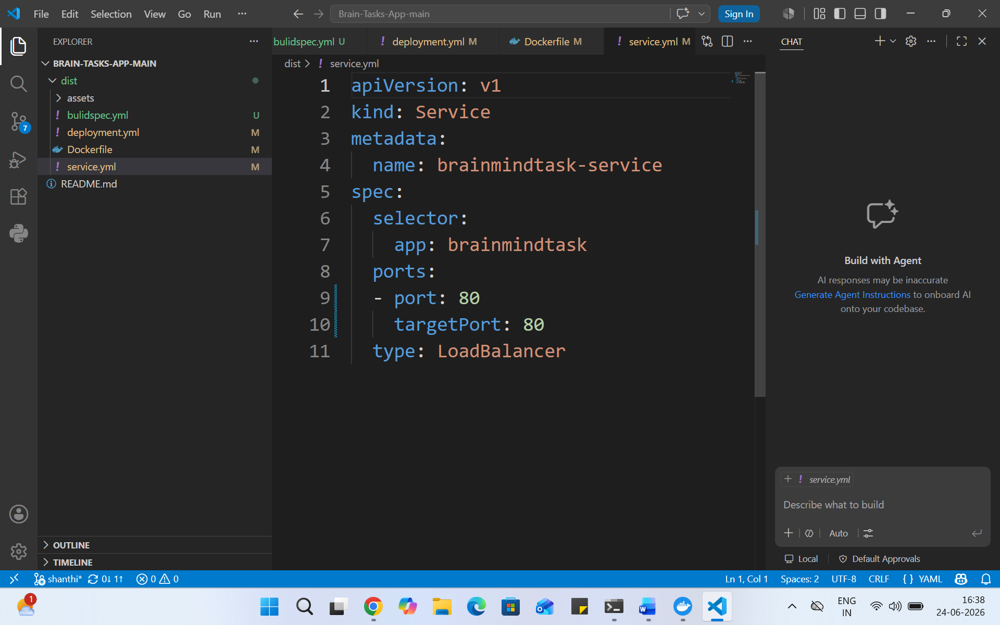 File Edit Selection View Go Run ···
Brain-Tasks-App-main
Sign In
EXPLORER
BRAIN-TASKS-APP-MAIN
dist
assets
! bulidspec.yml U
! deployment.yml M
Dockerfile M
! service.yml M
README.md
7
OUTLINE
TIMELINE
bulidspec.yml U
! deployment.yml M
Dockerfile M
! service.yml M
dist > ! service.yml
1 apiVersion: v1
2 kind: Service
3 metadata:
4   name: brainmindtask-service
5 spec:
6   selector:
7     app: brainmindtask
8   ports:
9   - port: 80
10     targetPort: 80
11   type: LoadBalancer
CHAT
Build with Agent
AI responses may be inaccurate
Generate Agent Instructions to onboard AI
onto your codebase.
+ ! service.yml
Describe what to build
Auto
Local
Default Approvals
shanthi* 0↓ 1↑ 0 0
Ln 1, Col 1 Spaces: 2 UTF-8 CRLF { } YAML
1
ENG
IN
16:38
24-06-2026